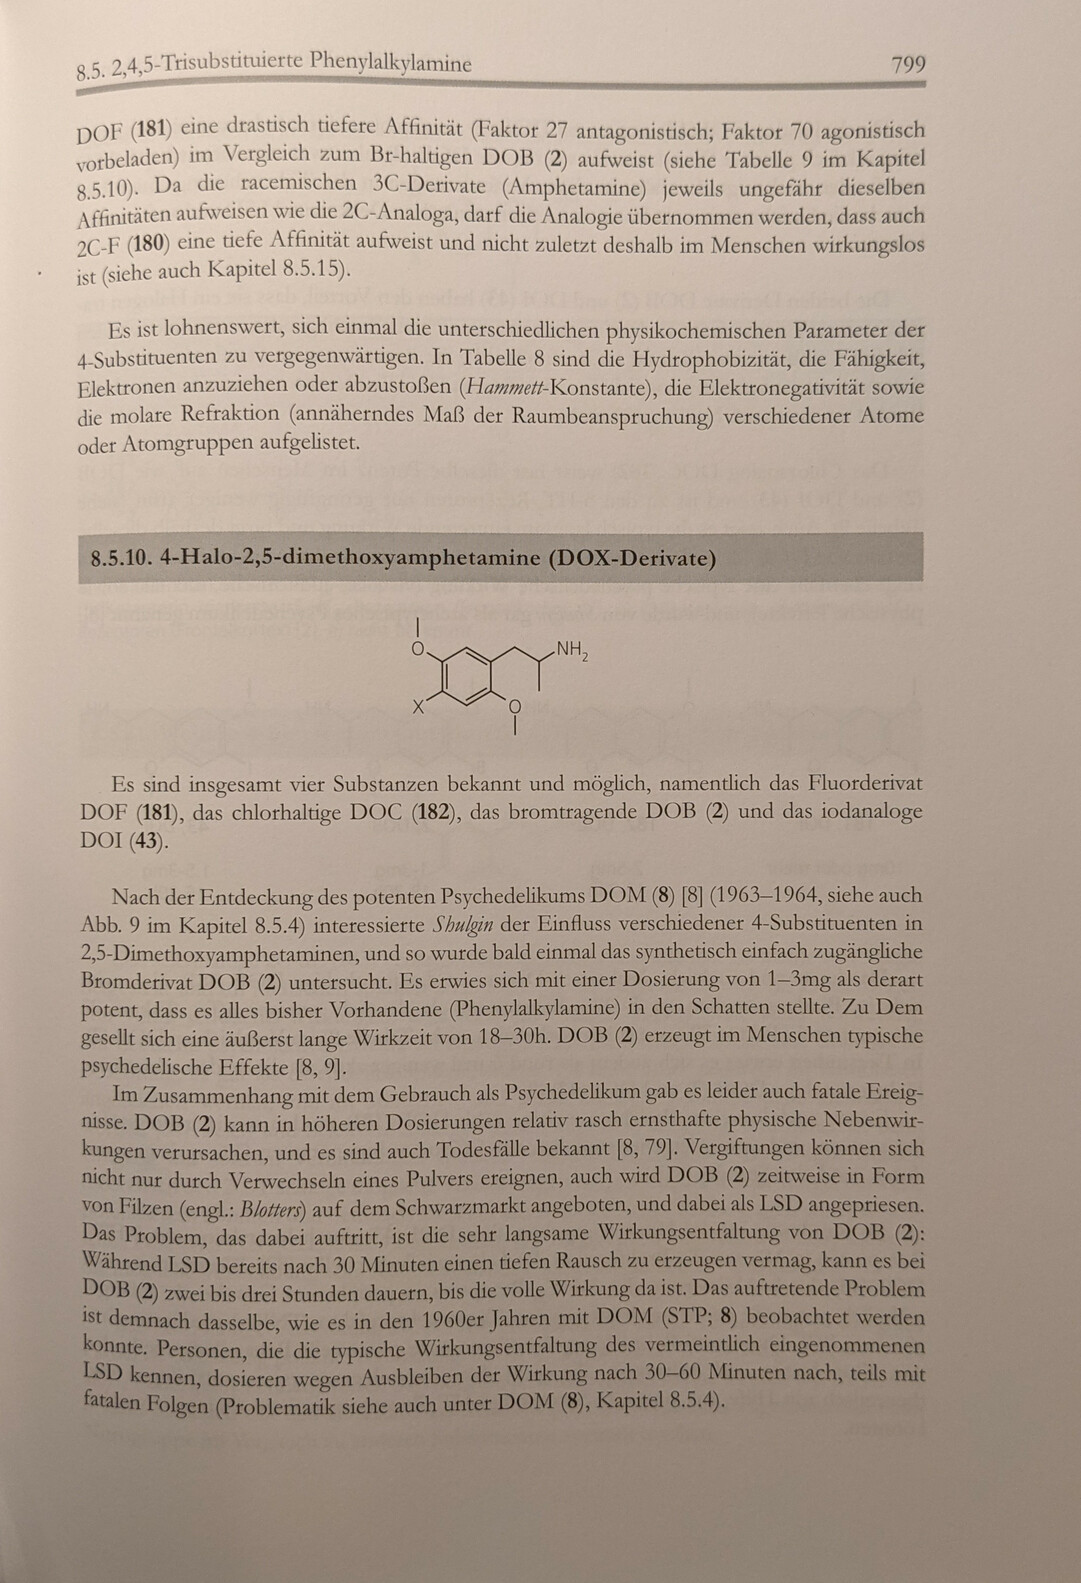 8.5. 2,4,5-Trisubstituierte Phenylalkylamine 799
DOF (181) eine drastisch tiefere Affinität (Faktor 27 antagonistisch; Faktor 70 agonistisch
vorbeladen) im Vergleich zum Br-haltigen DOB (2) aufweist (siehe Tabelle 9 im Kapitel
8.5.10). Da die racemischen 3C-Derivate (Amphetamine) jeweils ungefähr dieselben
Affinitäten aufweisen wie die 2C-Analoga, darf die Analogie übernommen werden, dass auch
2C-F (180) eine tiefe Affinität aufweist und nicht zuletzt deshalb im Menschen wirkungslos
ist (siehe auch Kapitel 8.5.15).
Es ist lohnenswert, sich einmal die unterschiedlichen physikochemischen Parameter der
4-Substituenten zu vergegenwärtigen. In Tabelle 8 sind die Hydrophobizität, die Fähigkeit,
Elektronen anzuziehen oder abzustoßen (Hammett-Konstante), die Elektronegativität sowie
die molare Refraktion (annäherndes Maß der Raumbeanspruchung) verschiedener Atome
oder Atomgruppen aufgelistet.
8.5.10. 4-Halo-2,5-dimethoxyamphetamine (DOX-Derivate)
O
NH2
X
O
Es sind insgesamt vier Substanzen bekannt und möglich, namentlich das Fluorderivat
DOF (181), das chlorhaltige DOC (182), das bromtragende DOB (2) und das iodanaloge
DOI (43).
Nach der Entdeckung des potenten Psychedelikums DOM (8) [8] (1963–1964, siehe auch
Abb. 9 im Kapitel 8.5.4) interessierte Shulgin der Einfluss verschiedener 4-Substituenten in
2,5-Dimethoxyamphetaminen, und so wurde bald einmal das synthetisch einfach zugängliche
Bromderivat DOB (2) untersucht. Es erwies sich mit einer Dosierung von 1–3mg als derart
potent, dass es alles bisher Vorhandene (Phenylalkylamine) in den Schatten stellte. Zu Dem
gesellt sich eine äußerst lange Wirkzeit von 18–30h. DOB (2) erzeugt im Menschen typische
psychedelische Effekte [8, 9].
Im Zusammenhang mit dem Gebrauch als Psychedelikum gab es leider auch fatale Ereig-
nisse. DOB (2) kann in höheren Dosierungen relativ rasch ernsthafte physische Nebenwir-
kungen verursachen, und es sind auch Todesfälle bekannt [8, 79]. Vergiftungen können sich
nicht nur durch Verwechseln eines Pulvers ereignen, auch wird DOB (2) zeitweise in Form
von Filzen (engl.: Blotters) auf dem Schwarzmarkt angeboten, und dabei als LSD angepriesen.
Das Problem, das dabei auftritt, ist die sehr langsame Wirkungsentfaltung von DOB (2):
Während LSD bereits nach 30 Minuten einen tiefen Rausch zu erzeugen vermag, kann es bei
DOB (2) zwei bis drei Stunden dauern, bis die volle Wirkung da ist. Das auftretende Problem
ist demnach dasselbe, wie es in den 1960er Jahren mit DOM (STP; 8) beobachtet werden
konnte. Personen, die die typische Wirkungsentfaltung des vermeintlich eingenommenen
LSD kennen, dosieren wegen Ausbleiben der Wirkung nach 30–60 Minuten nach, teils mit
fatalen Folgen (Problematik siehe auch unter DOM (8), Kapitel 8.5.4).